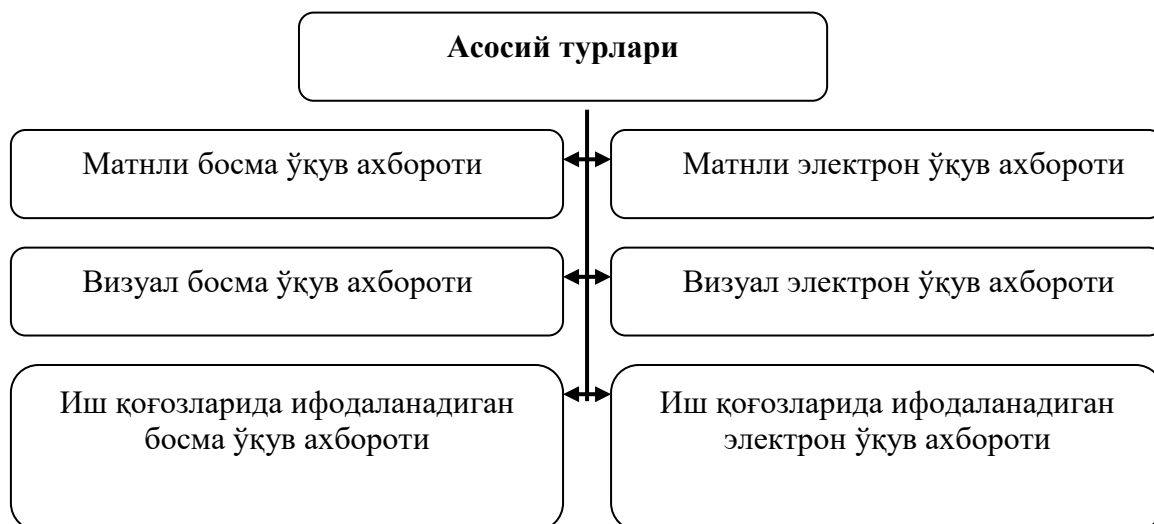 Асосий турлари
Матнли босма ўқув ахбороти
Матнли электрон ўқув ахбороти
Визуал босма ўқув ахбороти
Визуал электрон ўқув ахбороти
Иш қоғозларида ифодаланадиган
босма ўқув ахбороти
Иш қоғозларида ифодаланадиган
электрон ўқув ахбороти